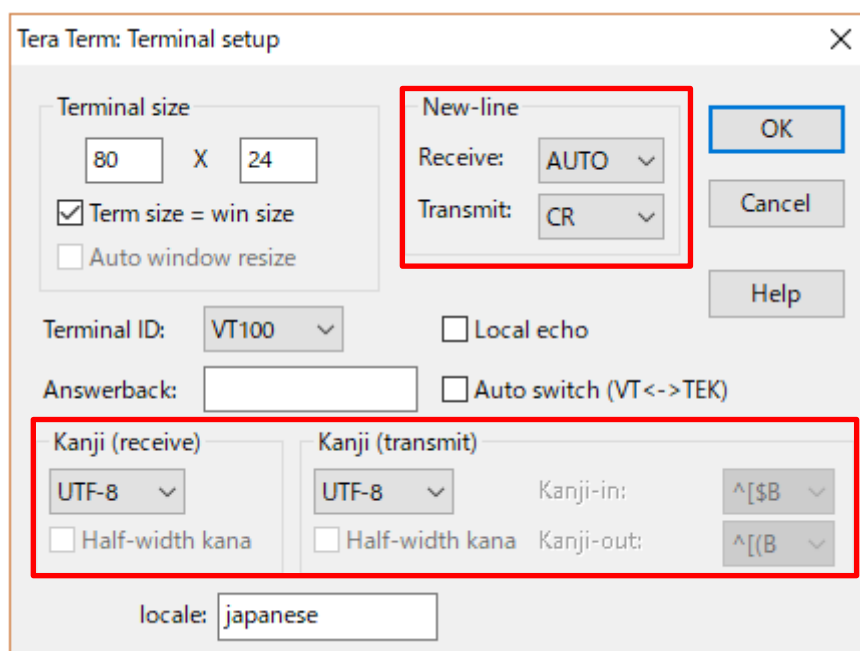 Tera Term: Terminal setup
Terminal size
80 X 24
Term size = win size
Auto window resize
New-line
Receive: AUTO
Transmit: CR
OK
Cancel
Help
Terminal ID: VT100
Local echo
Answerback:
Auto switch (VT<->TEK)
Kanji (receive)
UTF-8
Half-width kana
Kanji (transmit)
UTF-8
Half-width kana
Kanji-in: ^[$B
Kanji-out: ^[(B
locale: japanese